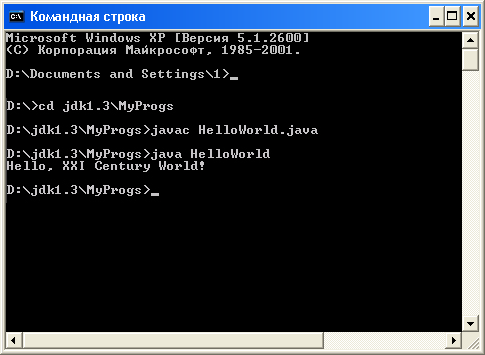 Командная строка
Microsoft Windows XP [Версия 5.1.2600]
(C) Корпорация Майкрософт, 1985-2001.
D:\Documents and Settings\1>_
D:\>cd jdk1.3\MyProgs
D:\jdk1.3\MyProgs>javac HelloWorld.java
D:\jdk1.3\MyProgs>java HelloWorld
Hello, XXI Century World!
D:\jdk1.3\MyProgs>_